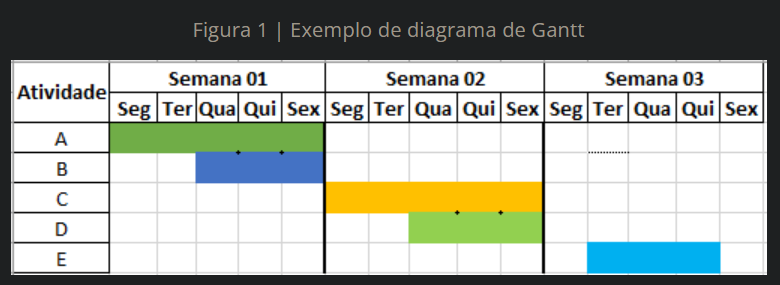 Figura 1 | Exemplo de diagrama de Gantt
Atividade Semana 01 Semana 02 Semana 03
Seg Ter Qua Qui Sex Seg Ter Qua Qui Sex Seg Ter Qua Qui Sex
A
B
C
D
E